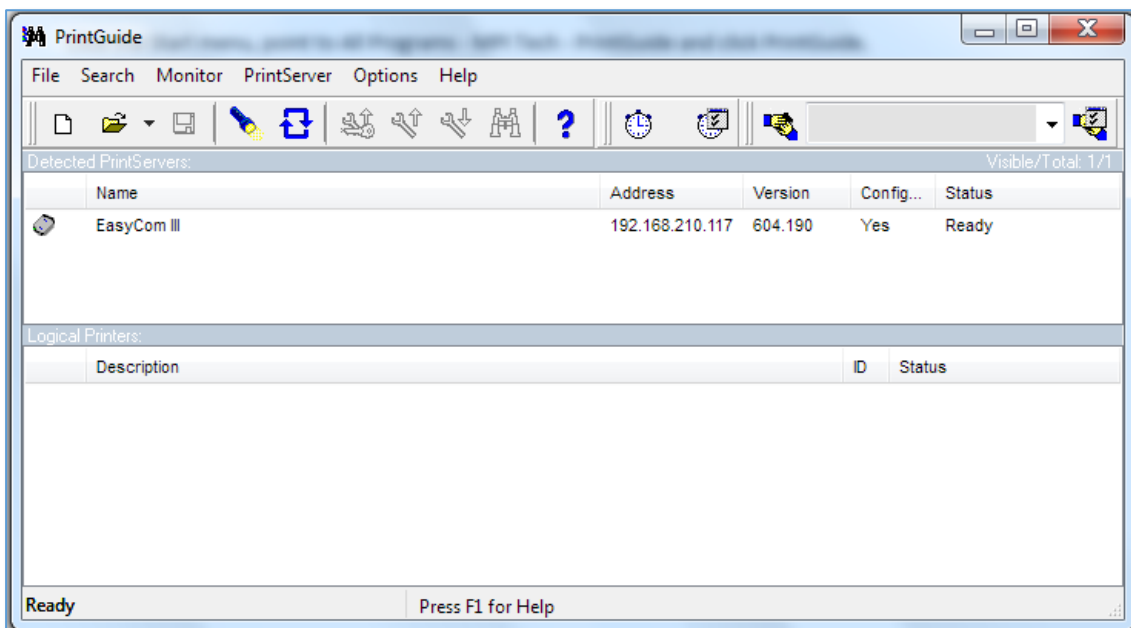 PrintGuide
File Search Monitor PrintServer Options Help
Detected PrintServers: Visible/Total: 1/1
Name Address Version Config... Status
EasyCom III 192.168.210.117 604.190 Yes Ready
Logical Printers:
Description ID Status
Ready Press F1 for Help